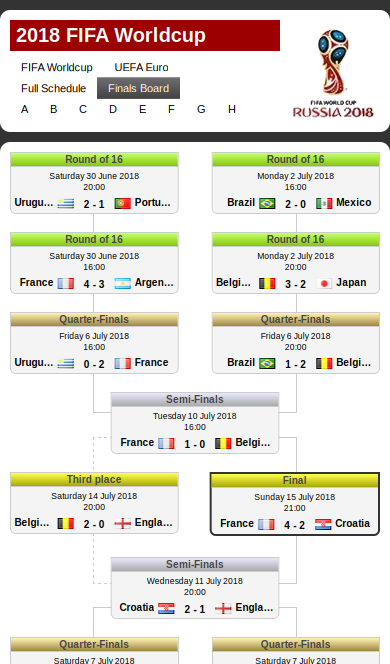 2018 FIFA Worldcup
FIFA Worldcup UEFA Euro
Full Schedule Finals Board
A B C D E F G H
FIFA WORLD CUP
RUSSIA 2018
Round of 16
Saturday 30 June 2018
20:00
Urugu... 2 - 1 Portu...
Round of 16
Monday 2 July 2018
16:00
Brazil 2 - 0 Mexico
Round of 16
Saturday 30 June 2018
16:00
France 4 - 3 Argen...
Round of 16
Monday 2 July 2018
20:00
Belgi... 3 - 2 Japan
Quarter-Finals
Friday 6 July 2018
16:00
Urugu... 0 - 2 France
Quarter-Finals
Friday 6 July 2018
20:00
Brazil 1 - 2 Belgi...
Semi-Finals
Tuesday 10 July 2018
16:00
France 1 - 0 Belgi...
Third place
Saturday 14 July 2018
20:00
Belgi... 2 - 0 Engla...
Final
Sunday 15 July 2018
21:00
France 4 - 2 Croatia
Semi-Finals
Wednesday 11 July 2018
20:00
Croatia 2 - 1 Engla...
Quarter-Finals
Saturday 7 July 2018
Quarter-Finals
Saturday 7 July 2018